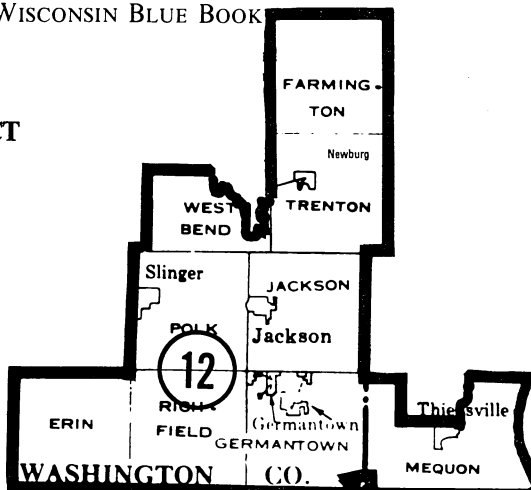 WISCONSIN BLUE BOOK
CT
FARMING-
TON
Newburg
TRENTON
WEST
BEND
Slinger
JACKSON
POLK
Jackson
12
RICH-
FIELD
ERIN
Germantown
GERMANTOWN
Thiensville
MEQUON
WASHINGTON CO.